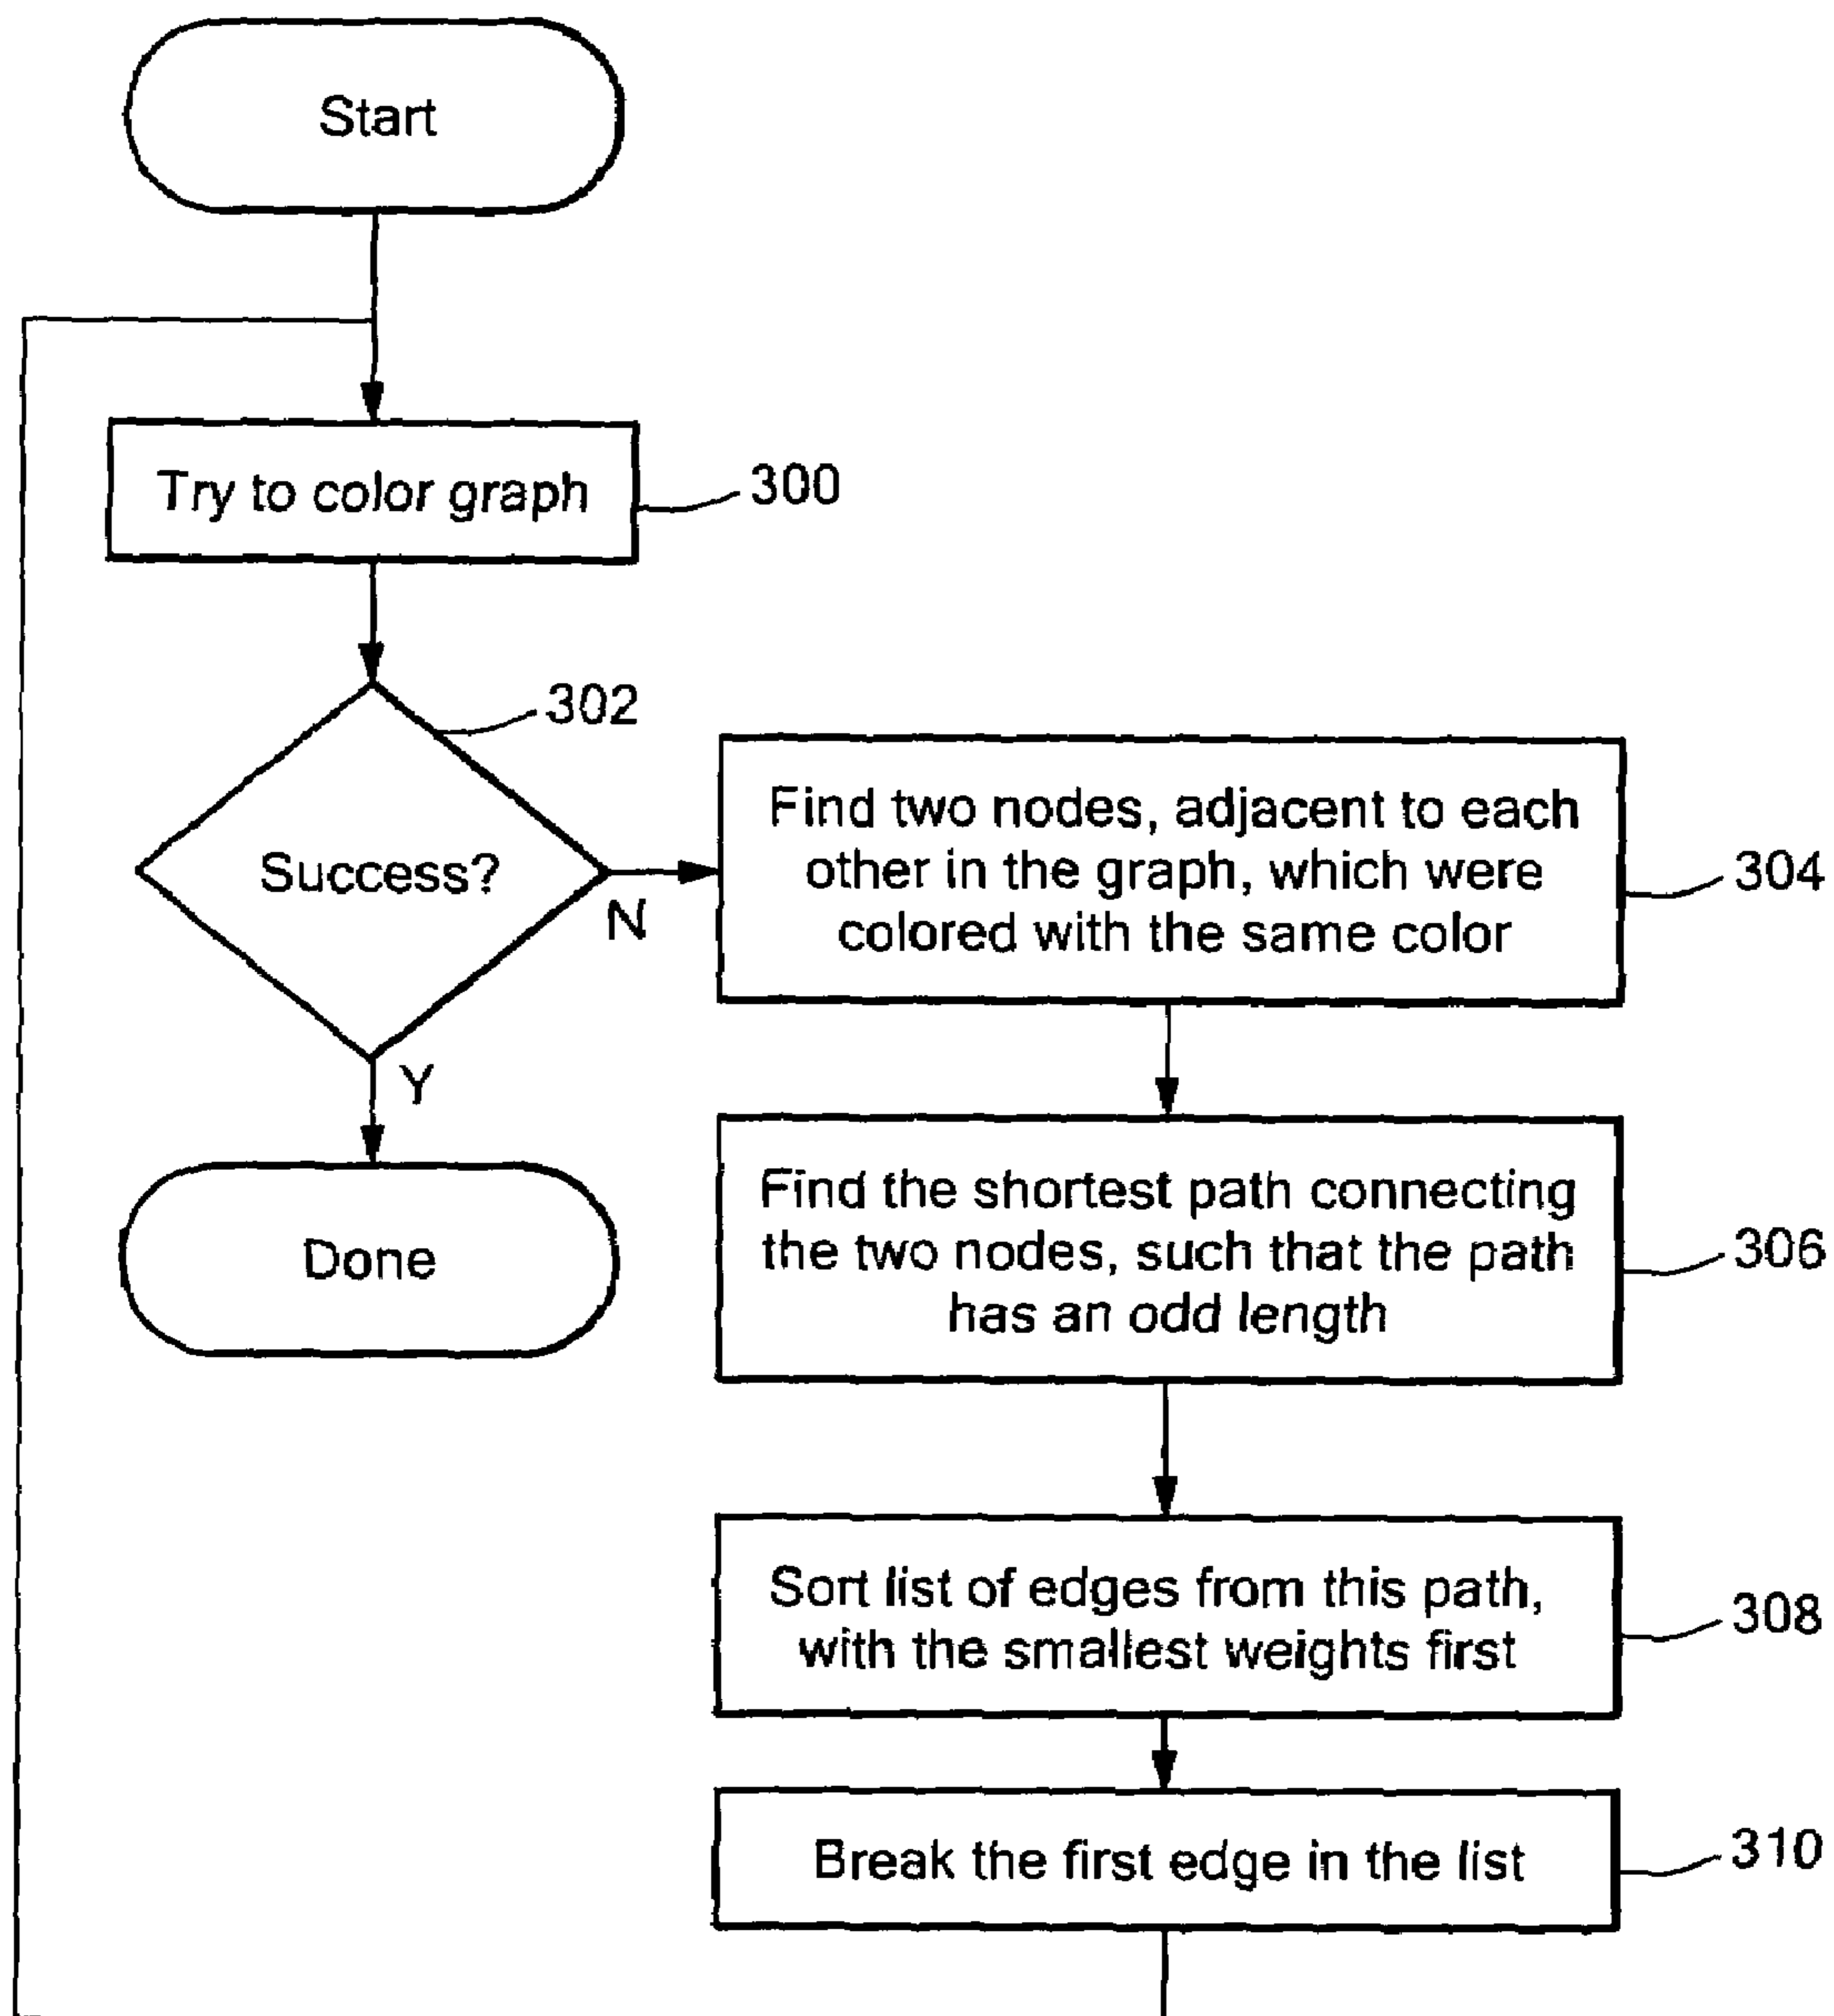 Start
Try to color graph
300
302
Success?
N
Y
Find two nodes, adjacent to each
other in the graph, which were
colored with the same color
304
Done
Find the shortest path connecting
the two nodes, such that the path
has an odd length
306
Sort list of edges from this path,
with the smallest weights first
308
Break the first edge in the list
310